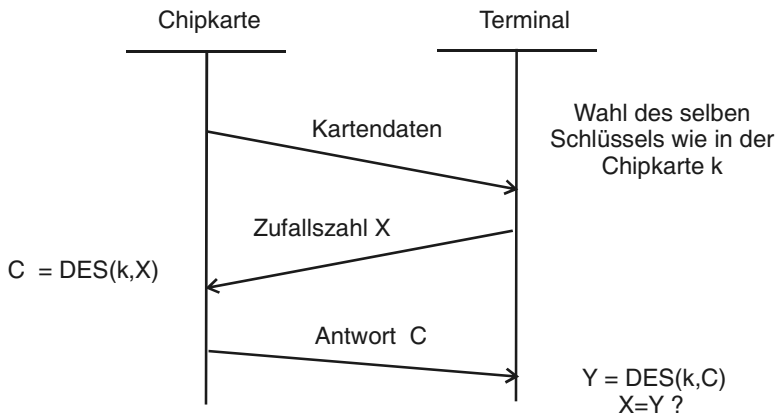 Chipkarte
Terminal
Kartendaten
Wahl des selben
Schlüssels wie in der
Chipkarte k
Zufallszahl X
C = DES(k,X)
Antwort C
Y = DES(k,C)
X=Y ?